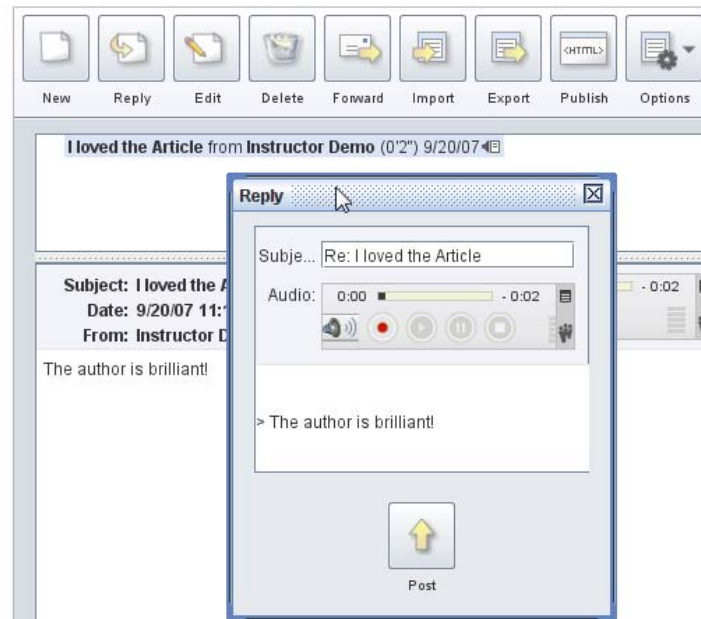 <HTML>
New Reply Edit Delete Forward Import Export Publish Options
I loved the Article from Instructor Demo (0'2") 9/20/07
Reply
Subje... Re: I loved the Article
Audio: 0:00 - 0:02
> The author is brilliant!
Post
Subject: I loved the A
- 0:02
Date: 9/20/07 11:1
From: Instructor D
The author is brilliant!